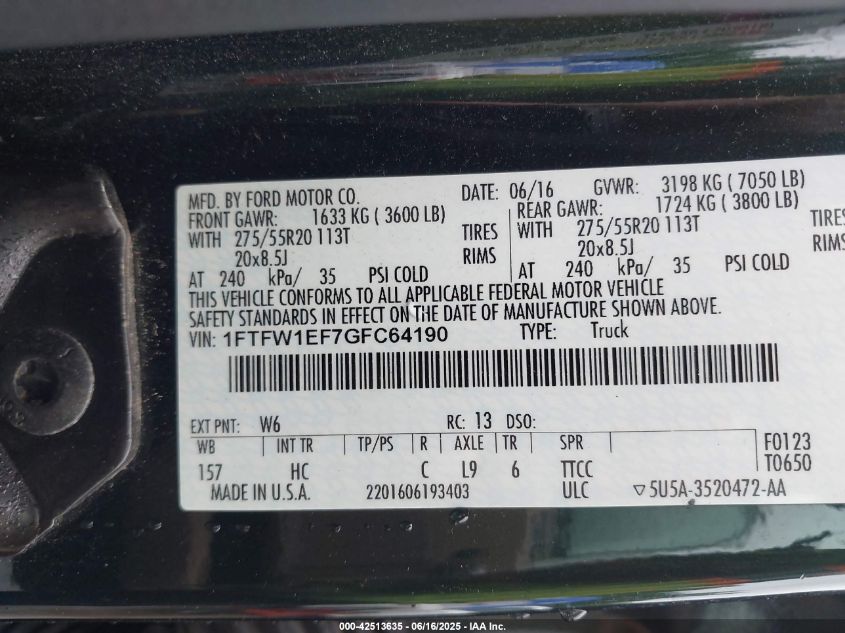 MFD. BY FORD MOTOR CO. DATE: 06/16 GVWR: 3198 KG ( 7050 LB)
FRONT GAWR: 1633 KG ( 3600 LB) REAR GAWR: 1724 KG ( 3800 LB)
WITH 275/55R20 113T TIRES WITH 275/55R20 113T TIRES
20x8.5J RIMS 20x8.5J RIMS
AT 240 kPa/ 35 PSI COLD AT 240 kPa/ 35 PSI COLD
THIS VEHICLE CONFORMS TO ALL APPLICABLE FEDERAL MOTOR VEHICLE
SAFETY STANDARDS IN EFFECT ON THE DATE OF MANUFACTURE SHOWN ABOVE.
VIN: 1FTFW1EF7GFC64190 TYPE: Truck
EXT PNT: W6 RC: 13 DSO:
WB INT TR TP/PS R AXLE TR SPR F0123
157 HC C L9 6 TTCC T0650
MADE IN U.S.A. 2201606193403 ULC 5U5A-3520472-AA
000-42513635 - 06/16/2025 - IAA Inc.